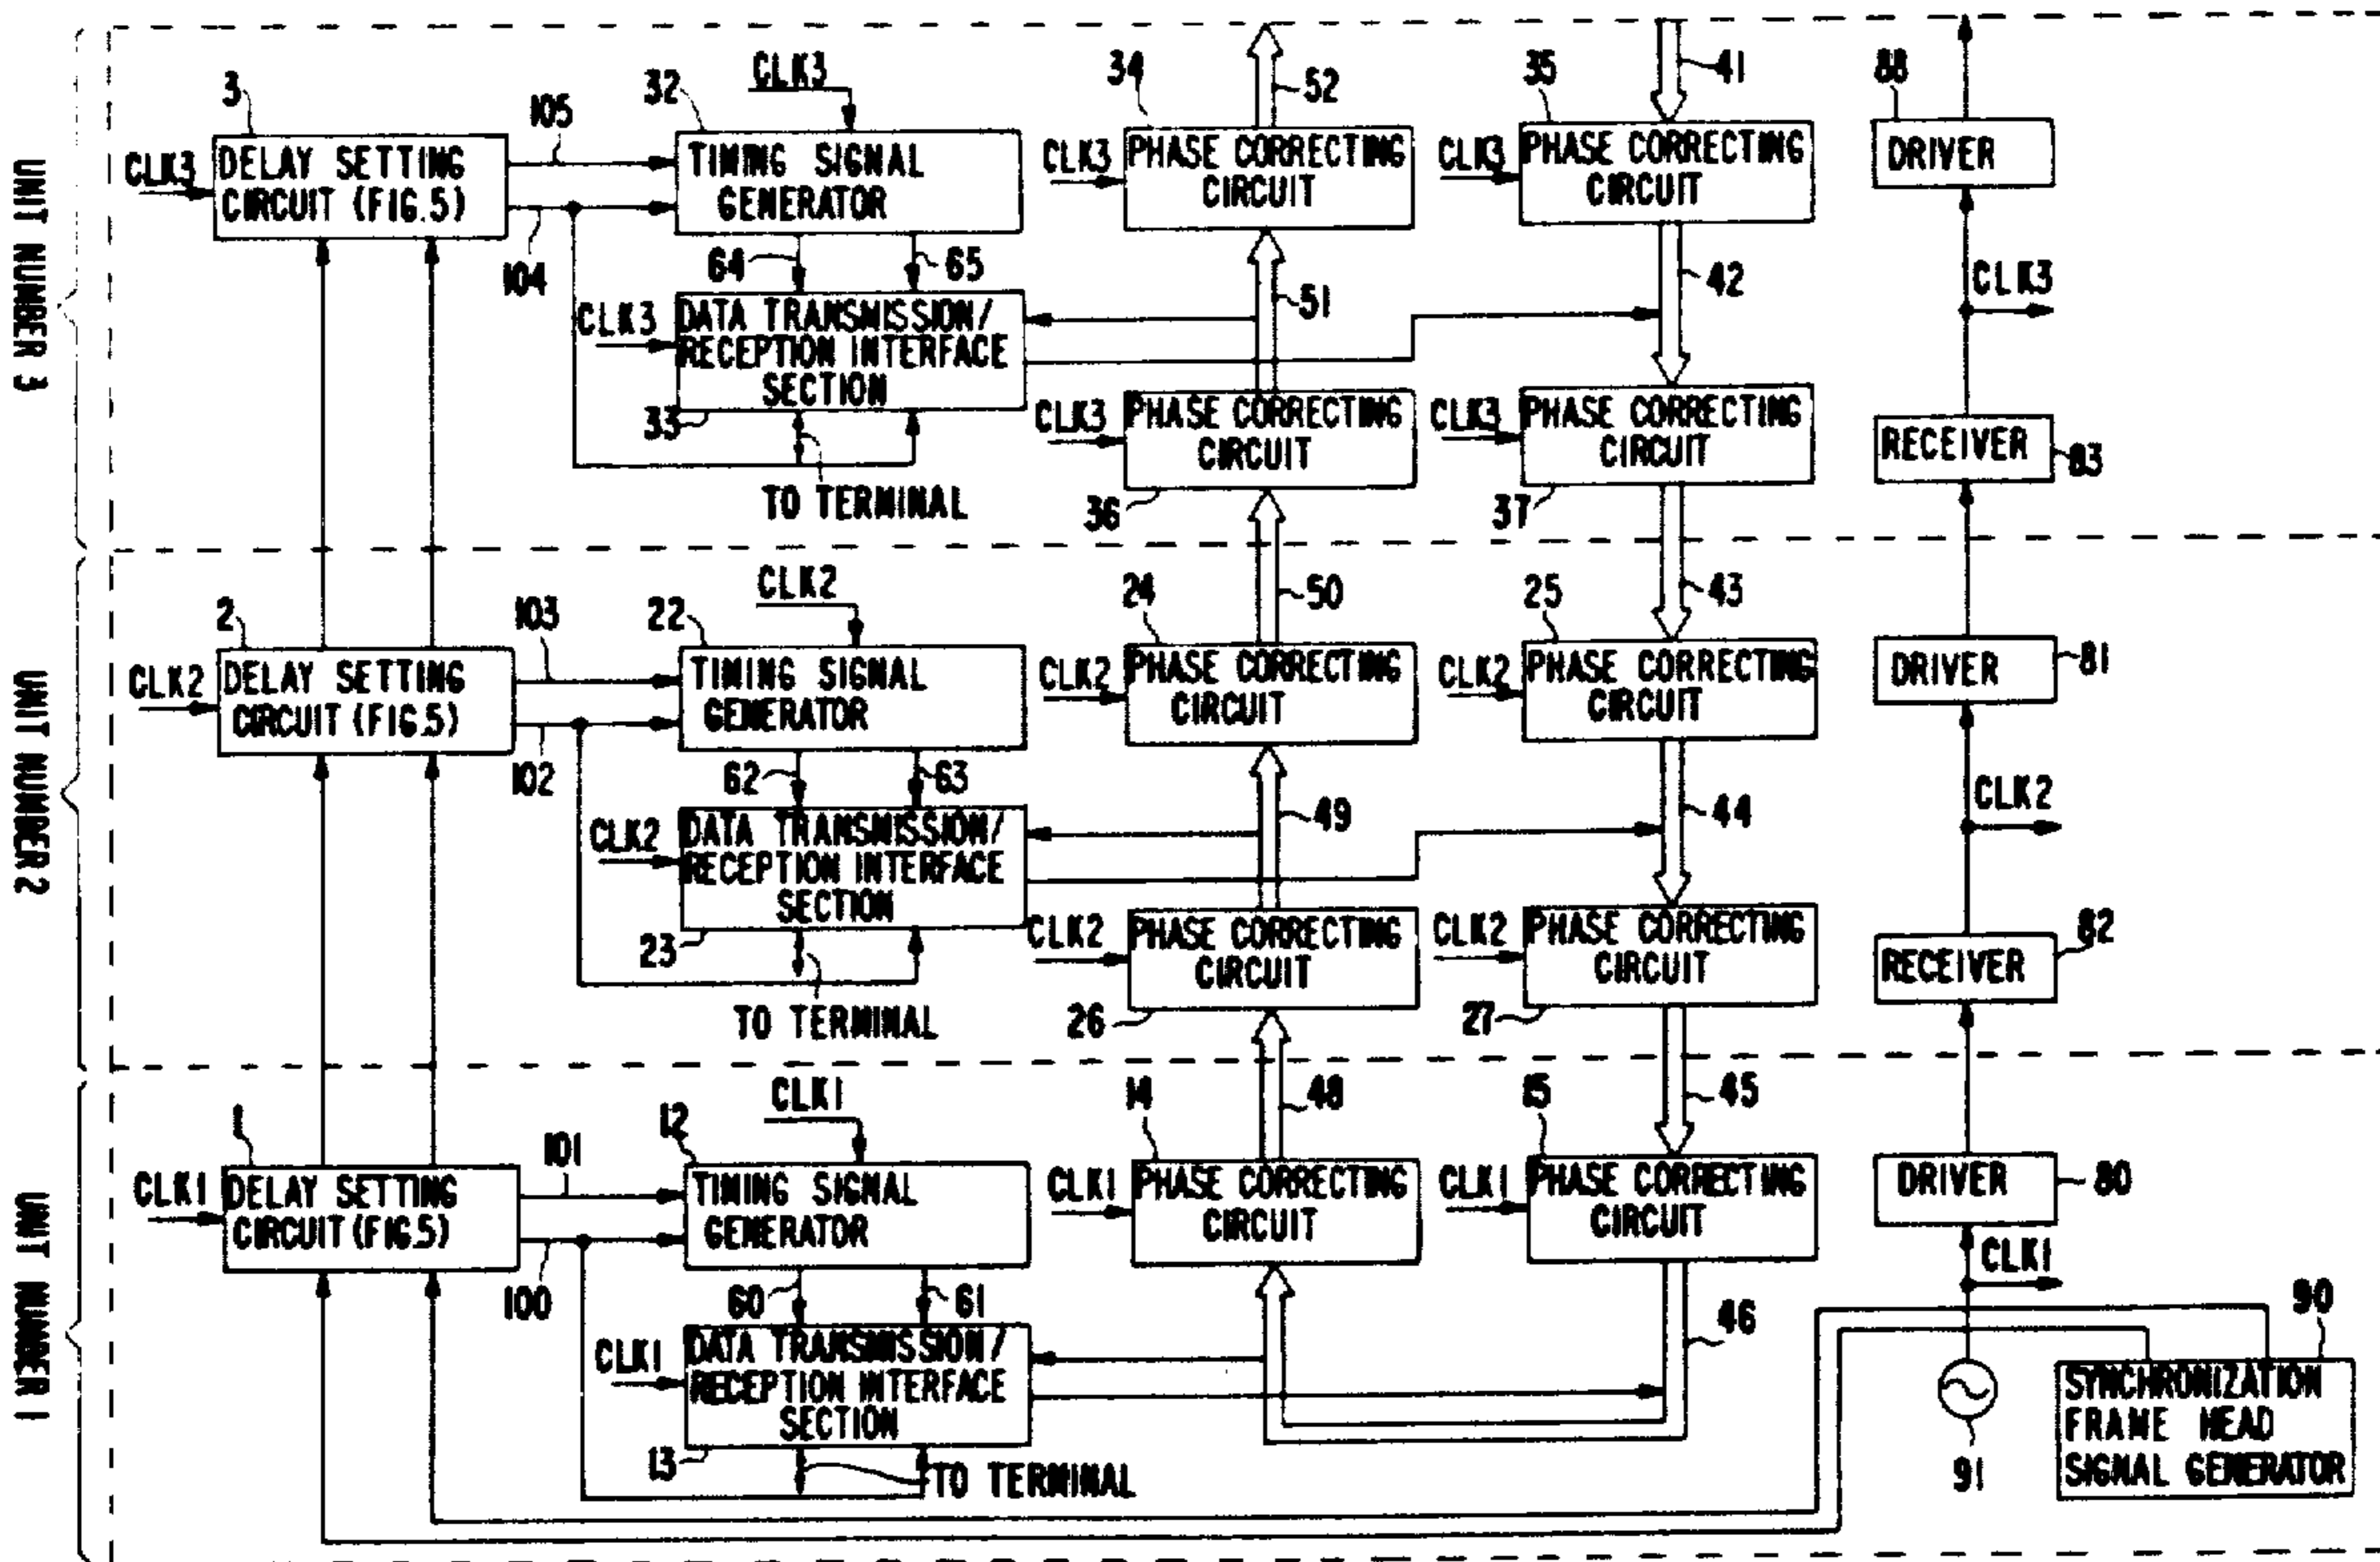 UNIT NUMBER 3
3
CLK3
DELAY SETTING
CIRCUIT (FIG.5)
105
104
32
CLK3
TIMING SIGNAL
GENERATOR
64
65
CLK3
DATA TRANSMISSION/
RECEPTION INTERFACE
SECTION
33
TO TERMINAL
34
52
CLK3
PHASE CORRECTING
CIRCUIT
51
CLK3
PHASE CORRECTING
CIRCUIT
36
35
41
CLK3
PHASE CORRECTING
CIRCUIT
42
CLK3
PHASE CORRECTING
CIRCUIT
37
88
DRIVER
CLK3
RECEIVER
83
UNIT NUMBER 2
2
CLK2
DELAY SETTING
CIRCUIT (FIG.5)
103
102
22
CLK2
TIMING SIGNAL
GENERATOR
62
63
CLK2
DATA TRANSMISSION/
RECEPTION INTERFACE
SECTION
23
TO TERMINAL
24
50
CLK2
PHASE CORRECTING
CIRCUIT
49
CLK2
PHASE CORRECTING
CIRCUIT
26
25
43
CLK2
PHASE CORRECTING
CIRCUIT
44
CLK2
PHASE CORRECTING
CIRCUIT
27
81
DRIVER
CLK2
82
RECEIVER
UNIT NUMBER 1
1
CLK1
DELAY SETTING
CIRCUIT (FIG.5)
101
100
12
CLK1
TIMING SIGNAL
GENERATOR
60
61
CLK1
DATA TRANSMISSION/
RECEPTION INTERFACE
SECTION
13
TO TERMINAL
14
48
CLK1
PHASE CORRECTING
CIRCUIT
15
45
CLK1
PHASE CORRECTING
CIRCUIT
46
DRIVER
80
CLK1
91
90
SYNCHRONIZATION
FRAME HEAD
SIGNAL GENERATOR